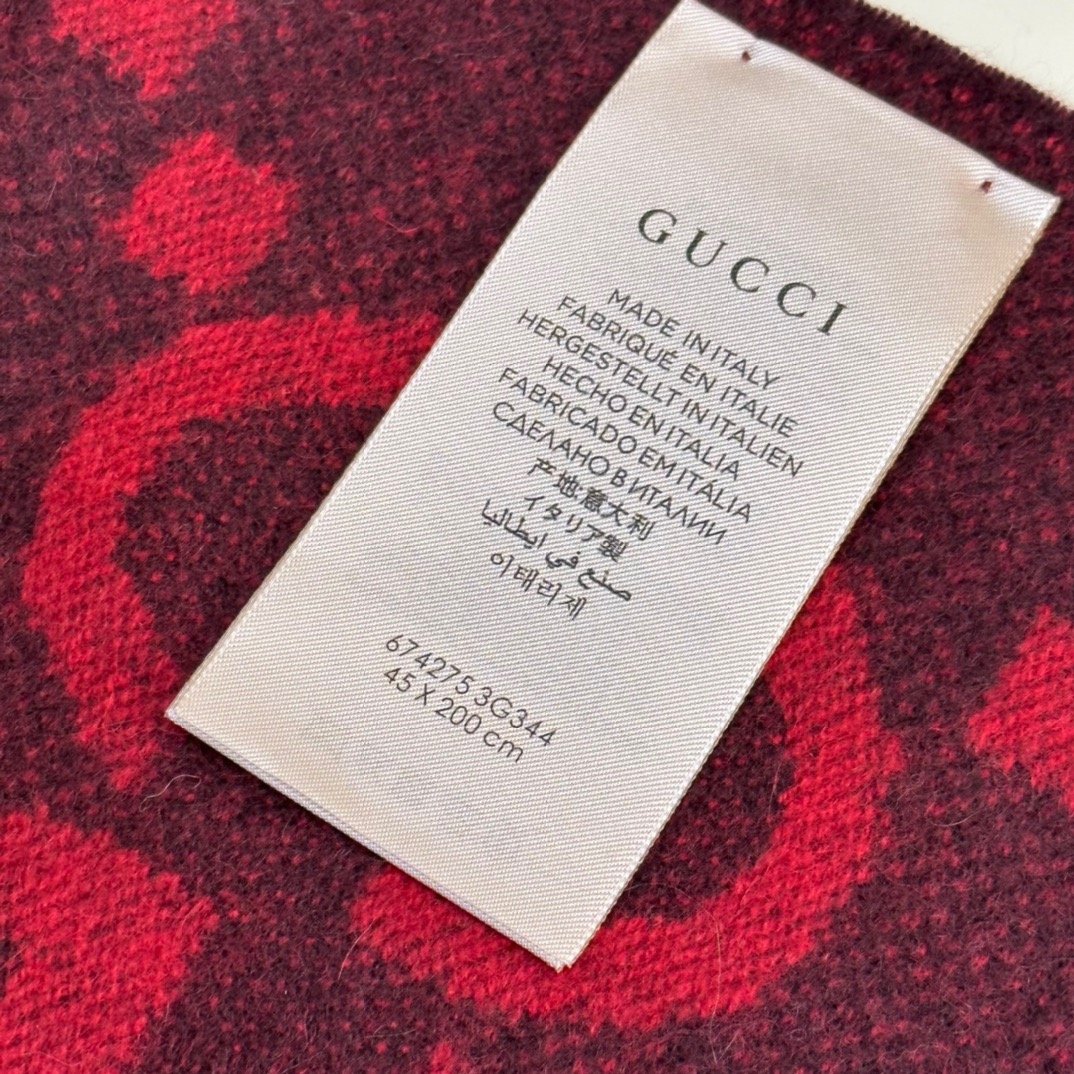 GUCCI
MADE IN ITALY
FABRIQUÉ EN ITALIE
HERGESTELLT IN ITALIEN
HECHO EN ITALIA
FABRICADO EM ITALIA
СДЕЛАНО В ИТАЛИИ
产地:意大利
イタリア製
صنع في ايطاليا
이태리제
674275 3G344
45 X 200 cm